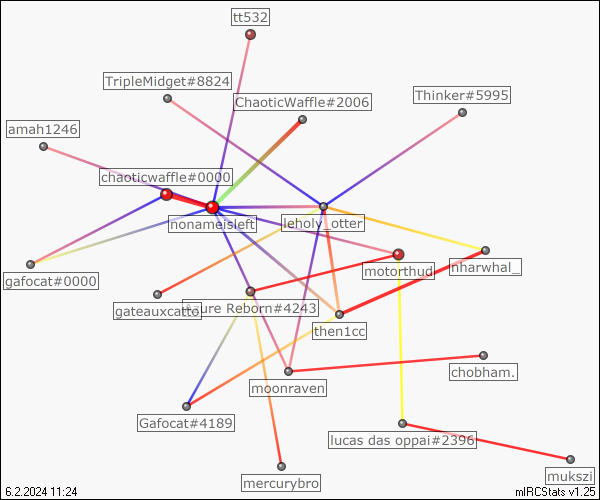 tt532
TripleMidget#8824
ChaoticWaffle#2006
Thinker#5995
amah1246
chaoticwaffle#0000
nonameisleft
leholy_otter
gafocat#0000
motorthud
nharwhal_
gateauxcatto
Azure Reborn#4243
then1cc
moonraven
chobham.
Gafocat#4189
lucas das oppai#2396
mercurybro
mukszi
6.2.2024 11:24
mIRCStats v1.25